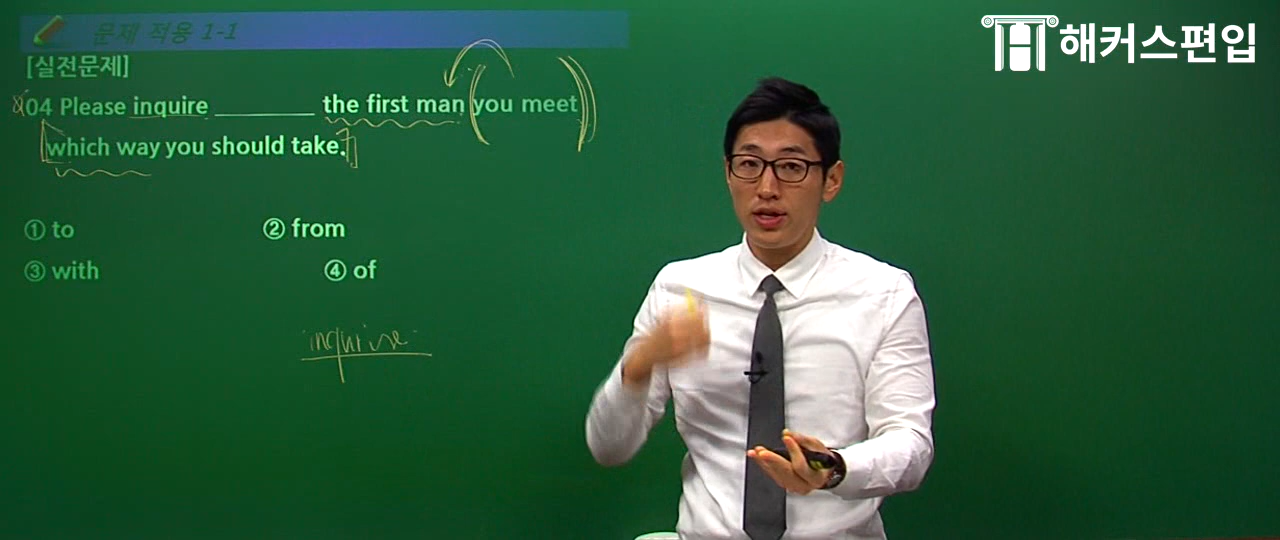 해커스편입
문제 적용 1-1
[실전문제]
04 Please inquire __________ the first man you meet
which way you should take.
① to
② from
③ with
④ of
inquire